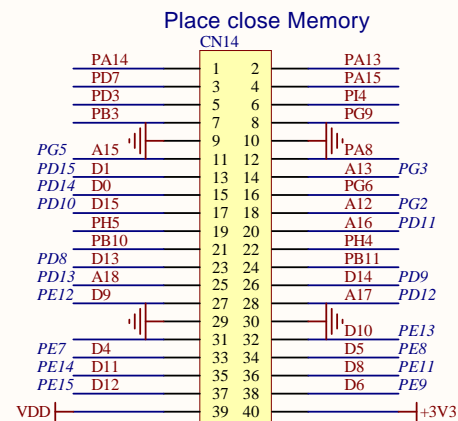 Place close Memory
CN14
PA14 1 2 PA13
PD7 3 4 PA15
PD3 5 6 PI4
PB3 7 8 PG9
9 10
PG5 A15 11 12 PA8
PD15 D1 13 14 A13 PG3
PD14 D0 15 16 PG6
PD10 D15 17 18 A12 PG2
PH5 19 20 A16 PD11
PB10 21 22 PH4
PD8 D13 23 24 PB11
PD13 A18 25 26 D14 PD9
PE12 D9 27 28 A17 PD12
29 30
31 32 D10 PE13
PE7 D4 33 34 D5 PE8
PE14 D11 35 36 D8 PE11
PE15 D12 37 38 D6 PE9
VDD 39 40 +3V3